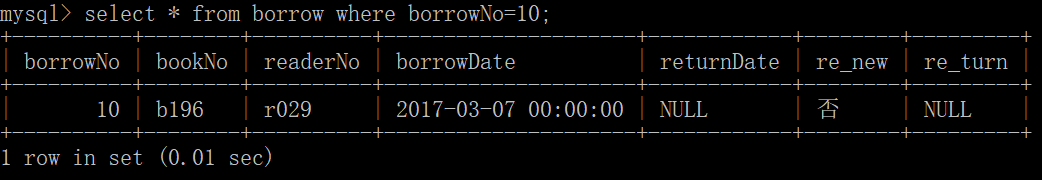 mysql> select * from borrow where borrowNo=10;
+----------+--------+----------+---------------------+------------+--------+---------+
| borrowNo | bookNo | readerNo | borrowDate          | returnDate | re_new | re_turn |
+----------+--------+----------+---------------------+------------+--------+---------+
|       10 | b196   | r029     | 2017-03-07 00:00:00 | NULL       | 否     | NULL    |
+----------+--------+----------+---------------------+------------+--------+---------+
1 row in set (0.01 sec)